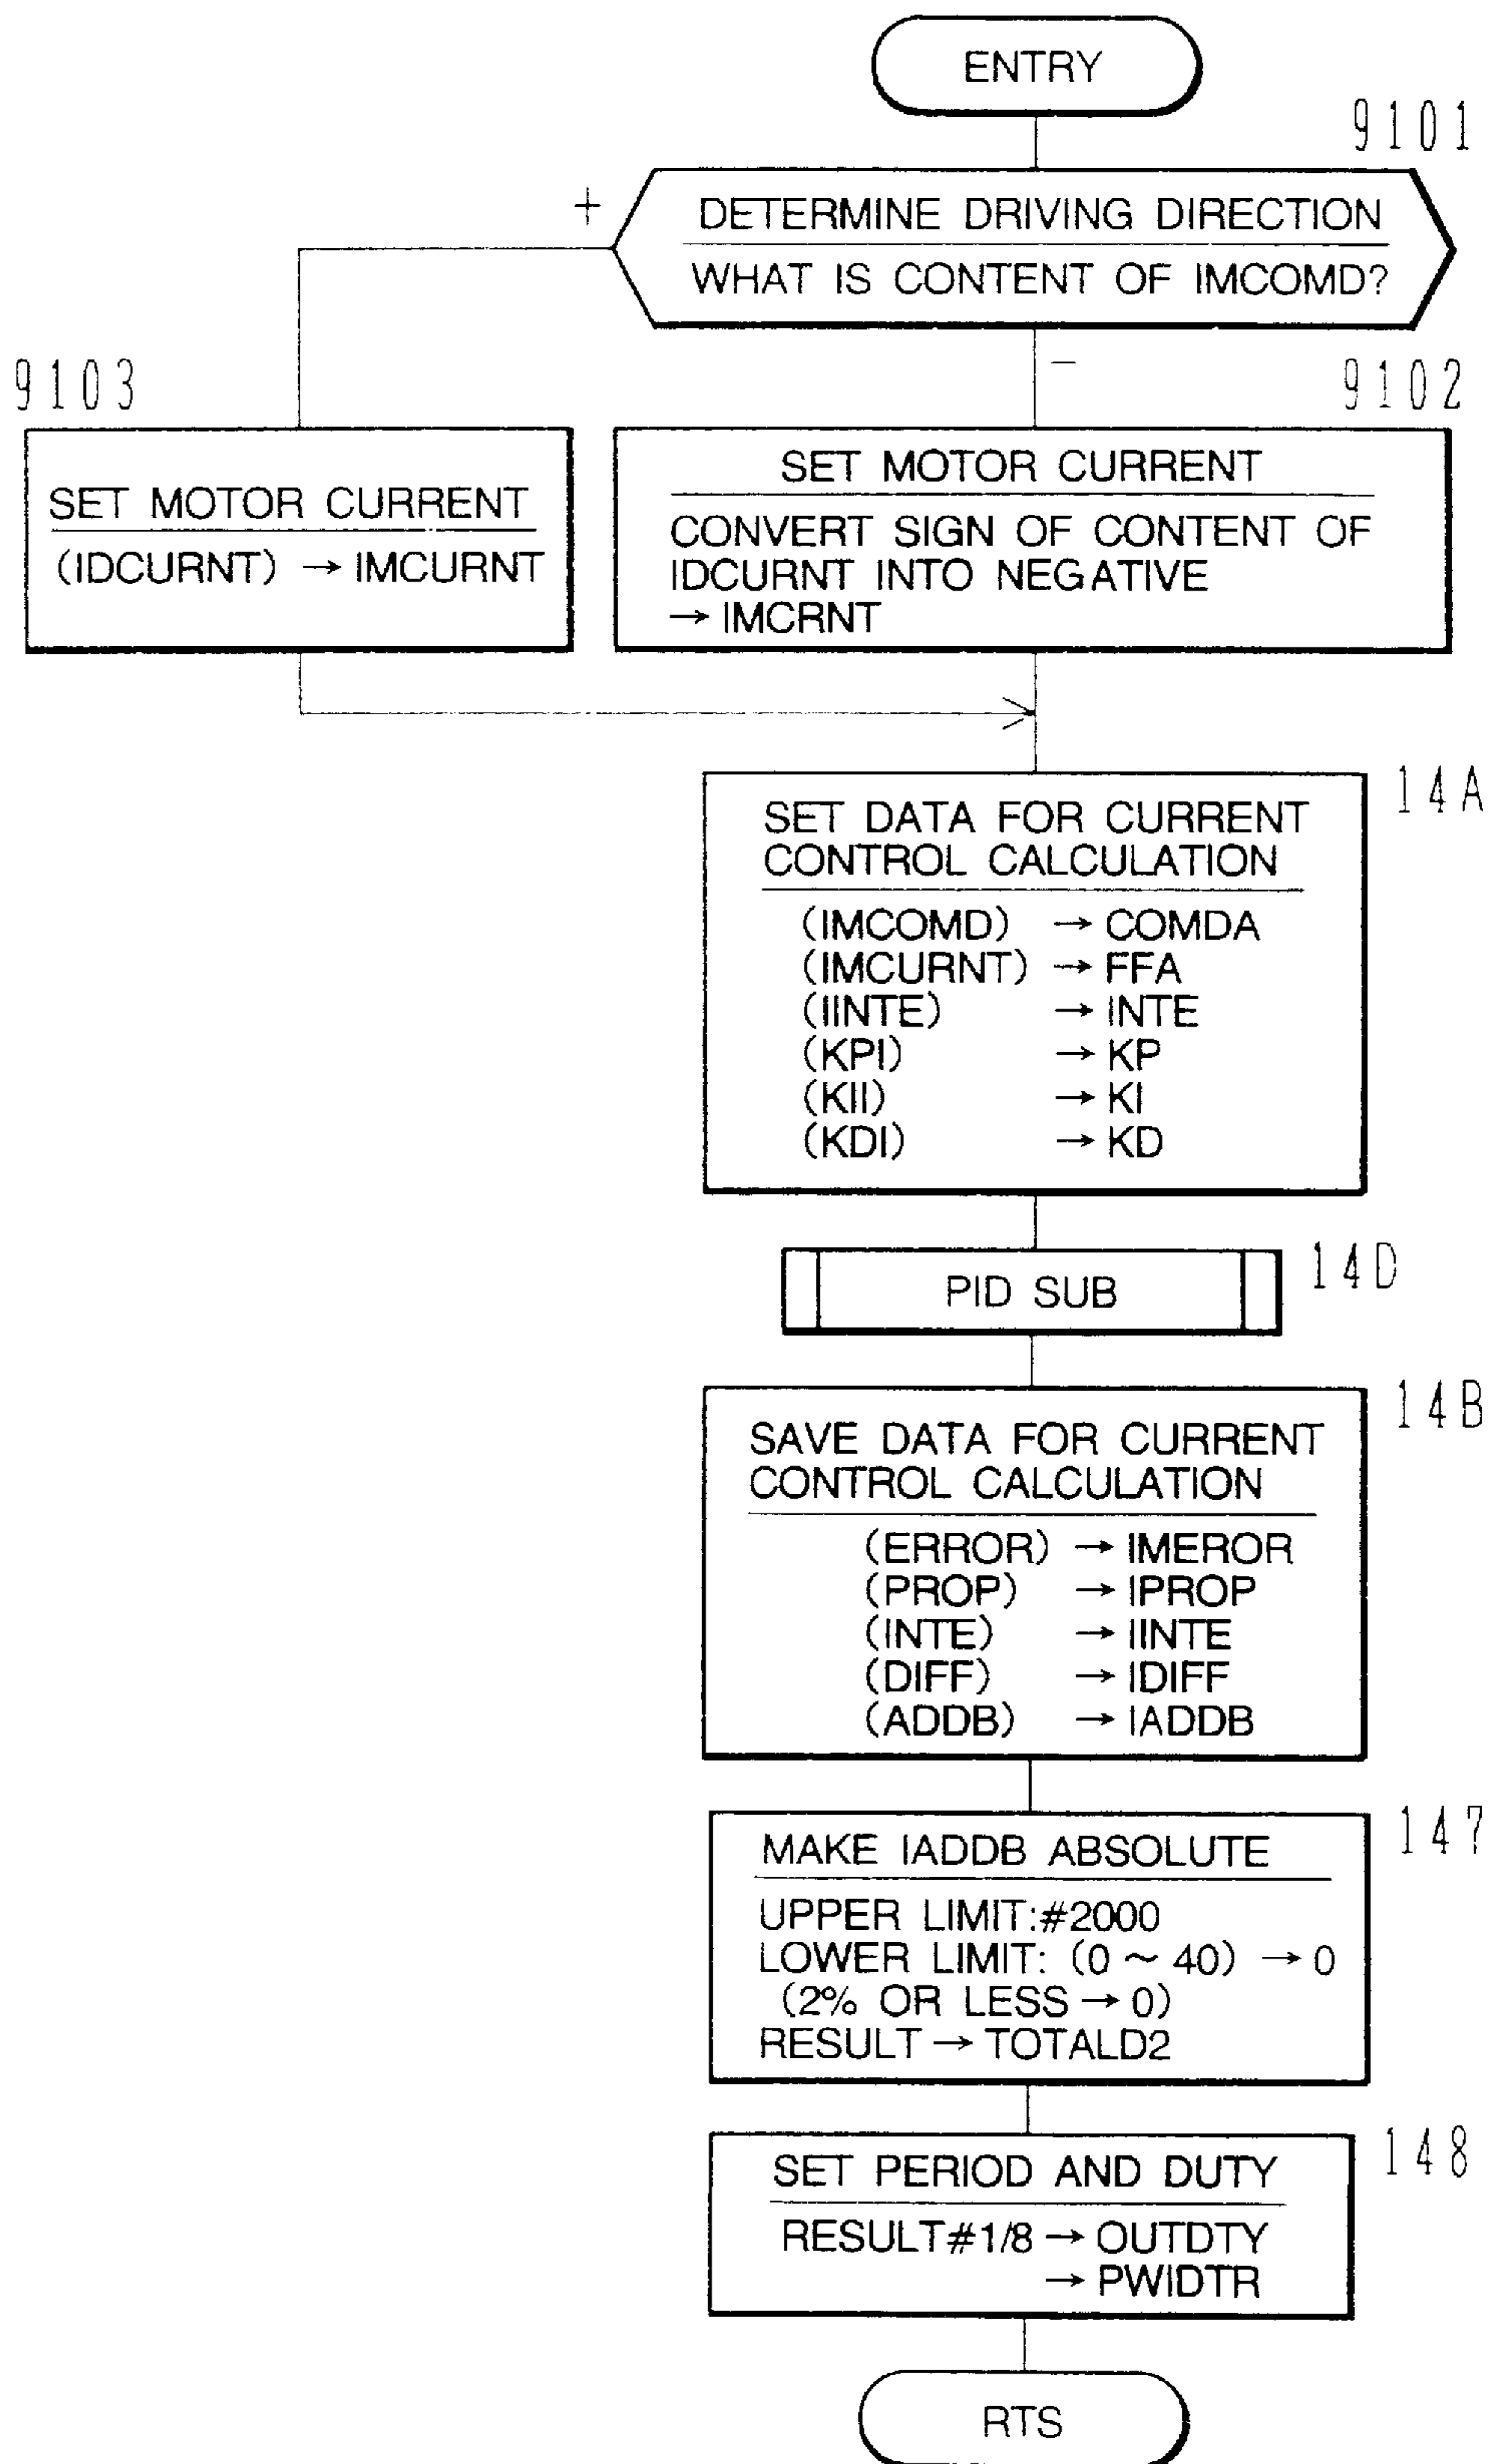 ENTRY
9101
+
DETERMINE DRIVING DIRECTION
WHAT IS CONTENT OF IMCOMD?
−
9103
SET MOTOR CURRENT
(IDCURNT) → IMCURNT
9102
SET MOTOR CURRENT
CONVERT SIGN OF CONTENT OF
IDCURNT INTO NEGATIVE
→ IMCRNT
14A
SET DATA FOR CURRENT
CONTROL CALCULATION
(IMCOMD) → COMDA
(IMCURNT) → FFA
(IINTE) → INTE
(KPI) → KP
(KII) → KI
(KDI) → KD
PID SUB
14D
14B
SAVE DATA FOR CURRENT
CONTROL CALCULATION
(ERROR) → IMEROR
(PROP) → IPROP
(INTE) → IINTE
(DIFF) → IDIFF
(ADDB) → IADDB
147
MAKE IADDB ABSOLUTE
UPPER LIMIT:#2000
LOWER LIMIT: (0 ~ 40) → 0
(2% OR LESS → 0)
RESULT → TOTALD2
148
SET PERIOD AND DUTY
RESULT#1/8 → OUTDTY
→ PWIDTR
RTS